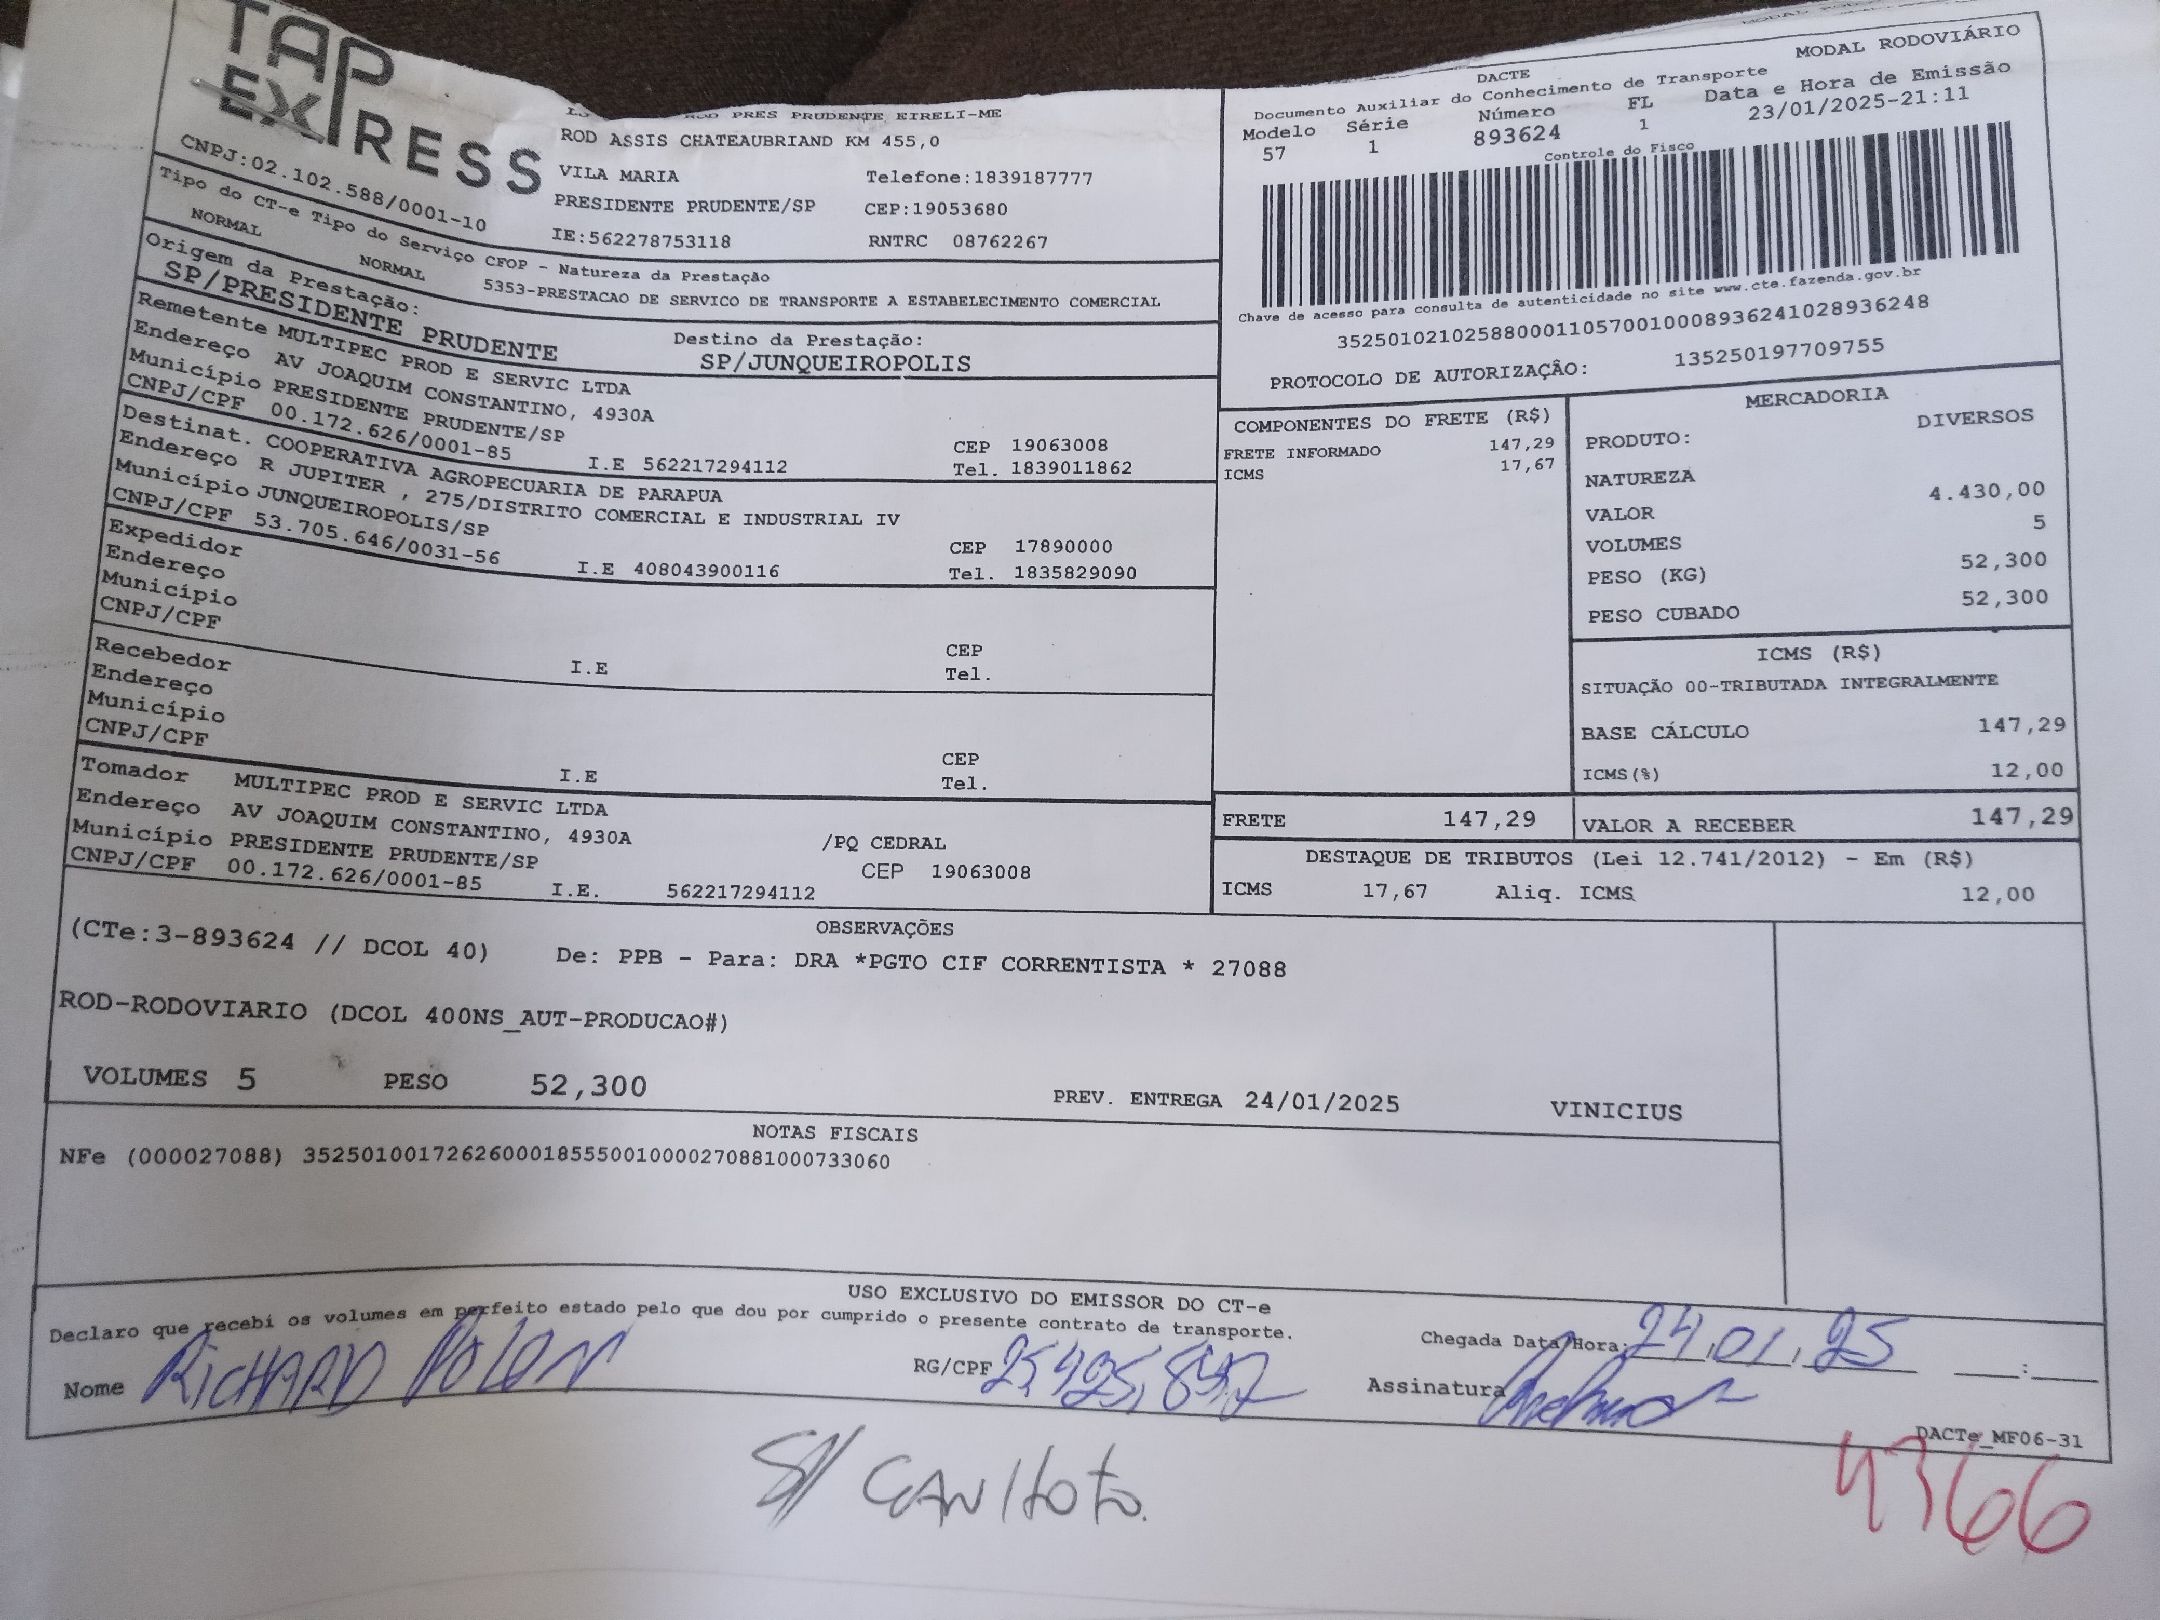 TAP
EXPRESS
CNPJ:02.102.588/0001-10
PRES PRUDENTE EIRELI-ME
ROD ASSIS CHATEAUBRIAND KM 455,0
VILA MARIA Telefone:1839187777
PRESIDENTE PRUDENTE/SP CEP:19053680
IE:562278753118 RNTRC 08762267
Tipo do CT-e Tipo do Serviço CFOP - Natureza da Prestação
NORMAL NORMAL 5353-PRESTACAO DE SERVICO DE TRANSPORTE A ESTABELECIMENTO COMERCIAL
Origem da Prestação: Destino da Prestação:
SP/PRESIDENTE PRUDENTE SP/JUNQUEIROPOLIS
Remetente MULTIPEC PROD E SERVIC LTDA
Endereço AV JOAQUIM CONSTANTINO, 4930A
Município PRESIDENTE PRUDENTE/SP CEP 19063008
CNPJ/CPF 00.172.626/0001-85 I.E 562217294112 Tel. 1839011862
Destinat. COOPERATIVA AGROPECUARIA DE PARAPUA
Endereço R JUPITER , 275/DISTRITO COMERCIAL E INDUSTRIAL IV
Município JUNQUEIROPOLIS/SP CEP 17890000
CNPJ/CPF 53.705.646/0031-56 I.E 408043900116 Tel. 1835829090
Expedidor
Endereço
Município CEP
CNPJ/CPF I.E Tel.
Recebedor
Endereço
Município CEP
CNPJ/CPF I.E Tel.
Tomador MULTIPEC PROD E SERVIC LTDA
Endereço AV JOAQUIM CONSTANTINO, 4930A /PQ CEDRAL
Município PRESIDENTE PRUDENTE/SP CEP 19063008
CNPJ/CPF 00.172.626/0001-85 I.E. 562217294112
DACTE MODAL RODOVIÁRIO
Documento Auxiliar do Conhecimento de Transporte
Modelo Série Número FL Data e Hora de Emissão
57 1 893624 1 23/01/2025-21:11
Controle do Fisco
Chave de acesso para consulta de autenticidade no site www.cte.fazenda.gov.br
35250102102588000110570010008936241028936248
PROTOCOLO DE AUTORIZAÇÃO: 135250197709755
COMPONENTES DO FRETE (R$)
FRETE INFORMADO 147,29
ICMS 17,67
MERCADORIA
PRODUTO: DIVERSOS
NATUREZA
VALOR 4.430,00
VOLUMES 5
PESO (KG) 52,300
PESO CUBADO 52,300
ICMS (R$)
SITUAÇÃO 00-TRIBUTADA INTEGRALMENTE
BASE CÁLCULO 147,29
ICMS(%) 12,00
FRETE 147,29 VALOR A RECEBER 147,29
DESTAQUE DE TRIBUTOS (Lei 12.741/2012) - Em (R$)
ICMS 17,67 Aliq. ICMS 12,00
OBSERVAÇÕES
(CTe:3-893624 // DCOL 40) De: PPB - Para: DRA *PGTO CIF CORRENTISTA * 27088
ROD-RODOVIARIO (DCOL 400NS_AUT-PRODUCAO#)
VOLUMES 5 PESO 52,300 PREV. ENTREGA 24/01/2025 VINICIUS
NOTAS FISCAIS
NFe (000027088) 35250100172626000185550010000270881000733060
USO EXCLUSIVO DO EMISSOR DO CT-e
Declaro que recebi os volumes em perfeito estado pelo que dou por cumprido o presente contrato de transporte.
Chegada Data/Hora: 24,01,25 :
Nome RICHARD RG/CPF Assinatura
DACTe_MF06-31
4366